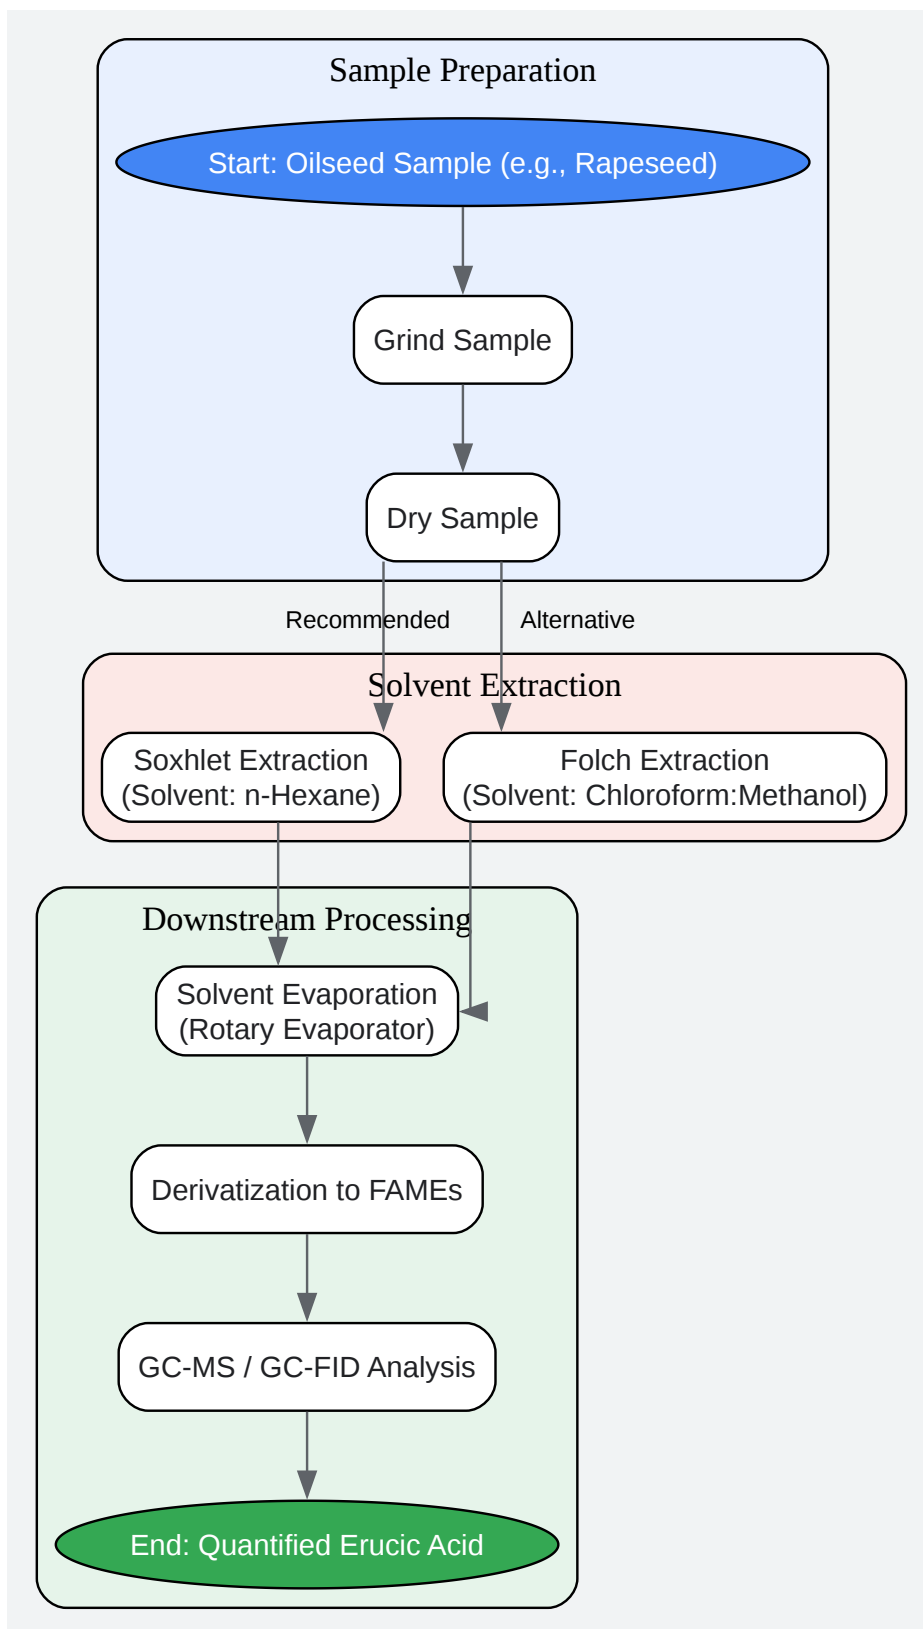 Sample Preparation
Start: Oilseed Sample (e.g., Rapeseed)
Grind Sample
Dry Sample
Recommended
Alternative
Solvent Extraction
Soxhlet Extraction
(Solvent: n-Hexane)
Folch Extraction
(Solvent: Chloroform:Methanol)
Downstream Processing
Solvent Evaporation
(Rotary Evaporator)
Derivatization to FAMEs
GC-MS / GC-FID Analysis
End: Quantified Erucic Acid